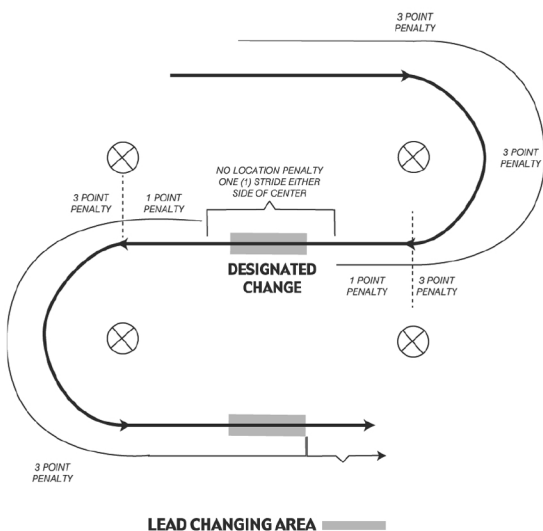 3 POINT
PENALTY
3 POINT
PENALTY
NO LOCATION PENALTY
ONE (1) STRIDE EITHER
SIDE OF CENTER
3 POINT
PENALTY
1 POINT
PENALTY
DESIGNATED
CHANGE
1 POINT
PENALTY
3 POINT
PENALTY
3 POINT
PENALTY
LEAD CHANGING AREA